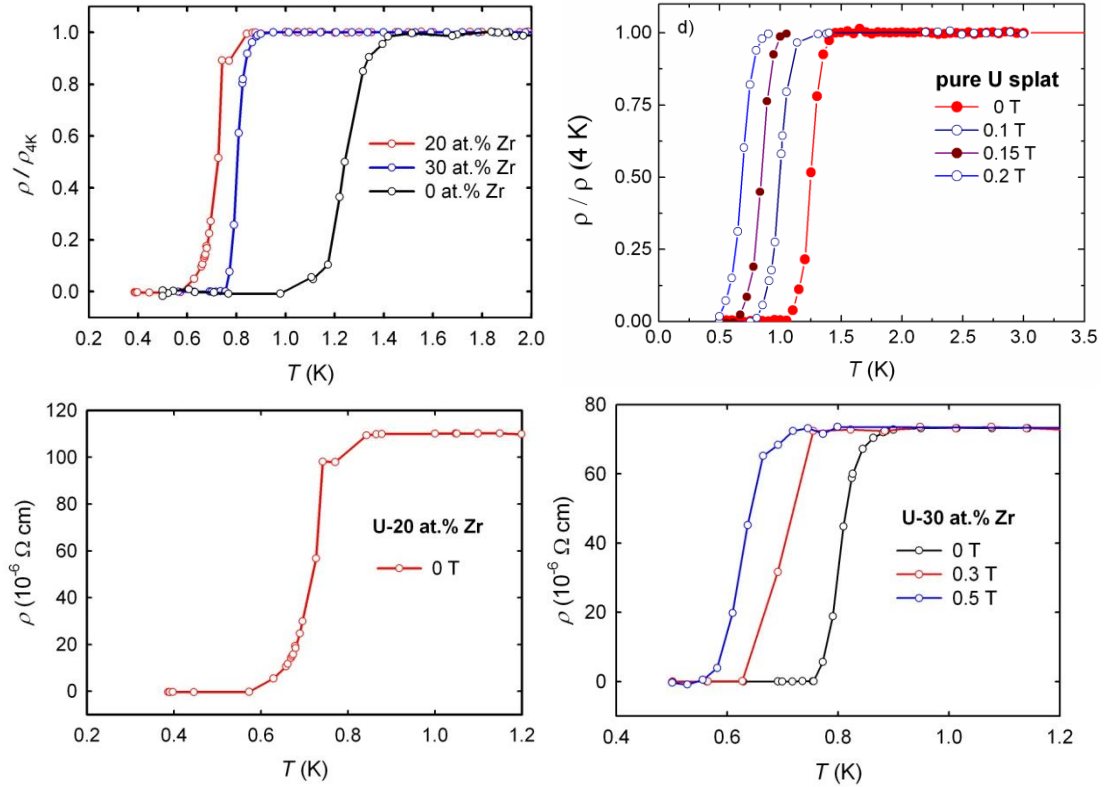 1.0
0.8
0.6
0.4
0.2
0.0
ρ / ρ4K
20 at.% Zr
30 at.% Zr
0 at.% Zr
0.2 0.4 0.6 0.8 1.0 1.2 1.4 1.6 1.8 2.0
T (K)
d)
1.00
0.75
0.50
0.25
0.00
ρ / ρ (4 K)
pure U splat
0 T
0.1 T
0.15 T
0.2 T
0.0 0.5 1.0 1.5 2.0 2.5 3.0 3.5
T (K)
120
100
80
60
40
20
0
ρ (10-6 Ω cm)
U-20 at.% Zr
0 T
0.2 0.4 0.6 0.8 1.0 1.2
T (K)
80
60
40
20
0
ρ (10-6 Ω cm)
U-30 at.% Zr
0 T
0.3 T
0.5 T
0.4 0.6 0.8 1.0 1.2
T (K)